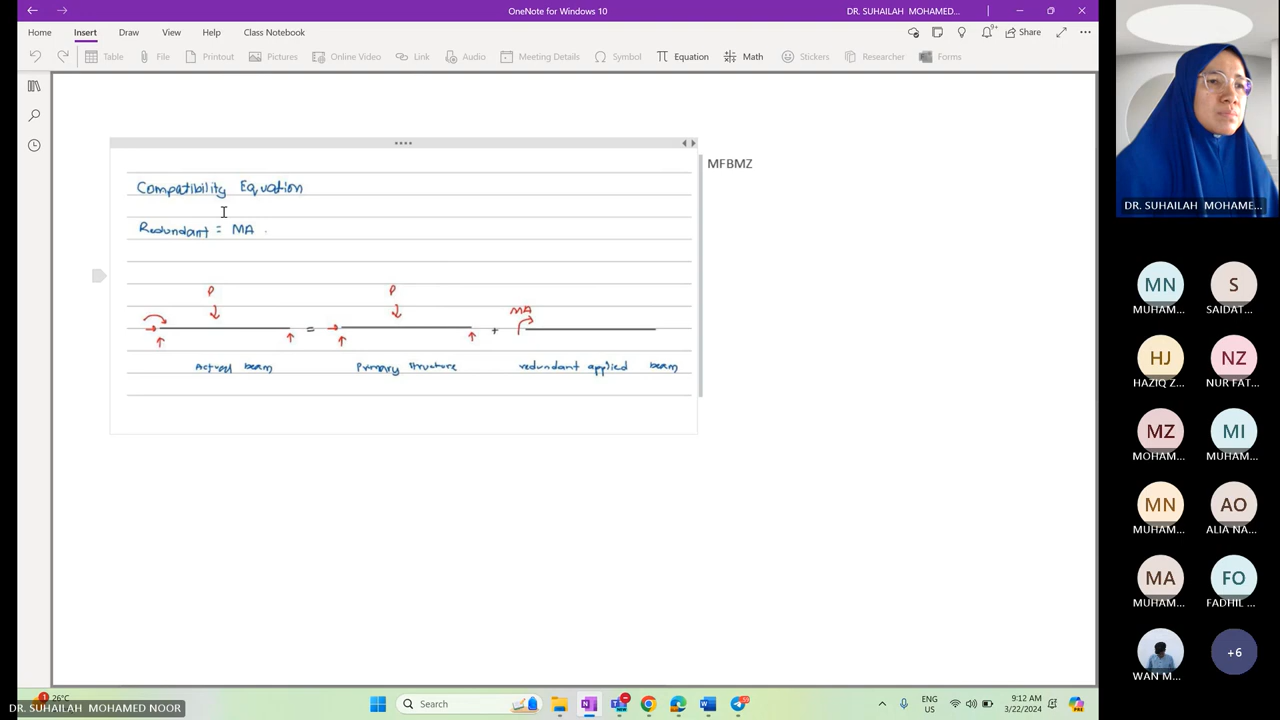 OneNote for Windows 10
DR. SUHAILAH MOHAMED...
Home Insert Draw View Help Class Notebook
Share
Table File Printout Pictures Online Video Link Audio Meeting Details Symbol Equation Math Stickers Researcher Forms
MFBMZ
Compatibility Equation
Redundant = MA
P P MA
= +
Actual beam Primary structure redundant applied beam
DR. SUHAILAH MOHAME...
MN S
MUHAM... SAIDAT...
HJ NZ
HAZIQ Z... NUR FAT...
MZ MI
MOHAM... MUHAM...
MN AO
MUHAM... ALIA NA...
MA FO
MUHAM... FADHIL ...
+6
WAN M...
1 26°C
DR. SUHAILAH MOHAMED NOOR
Search
ENG
US
9:12 AM
3/22/2024